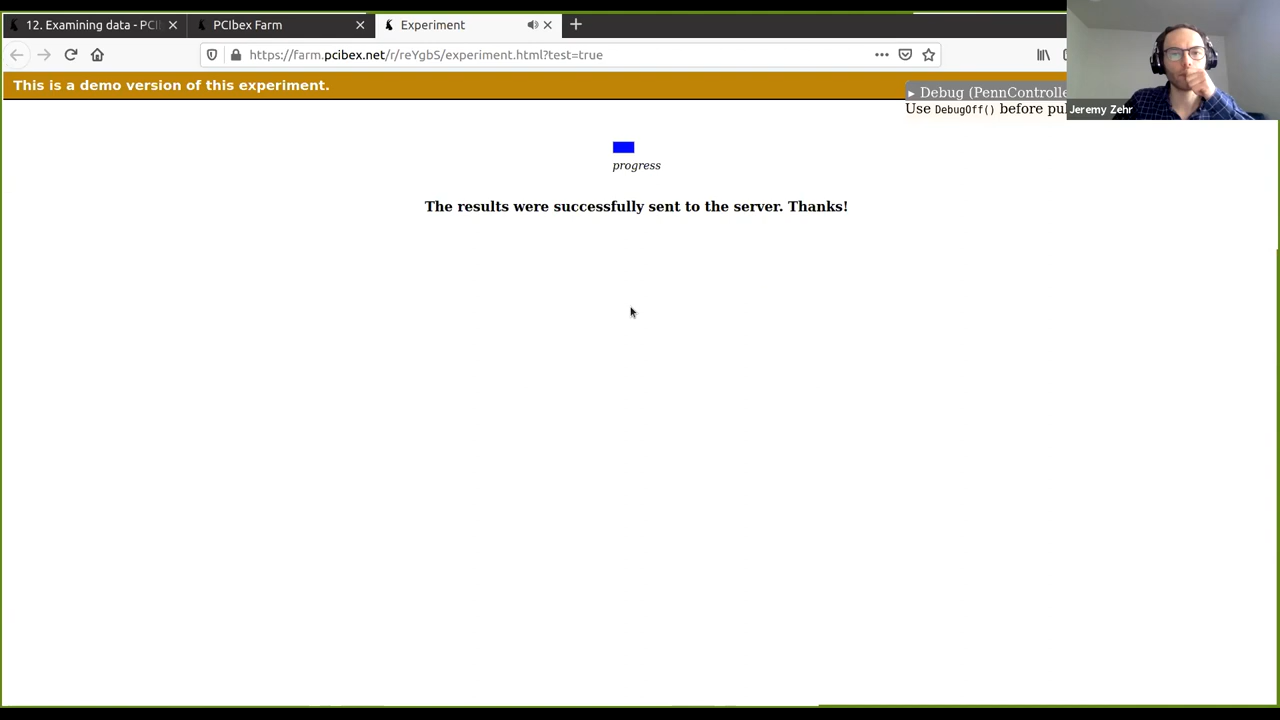 12. Examining data - PCI
PCIbex Farm
Experiment
https://farm.pcibex.net/r/reYgbS/experiment.html?test=true
This is a demo version of this experiment.
▸ Debug (PennControlle
Use DebugOff() before pu
Jeremy Zehr
progress
The results were successfully sent to the server. Thanks!